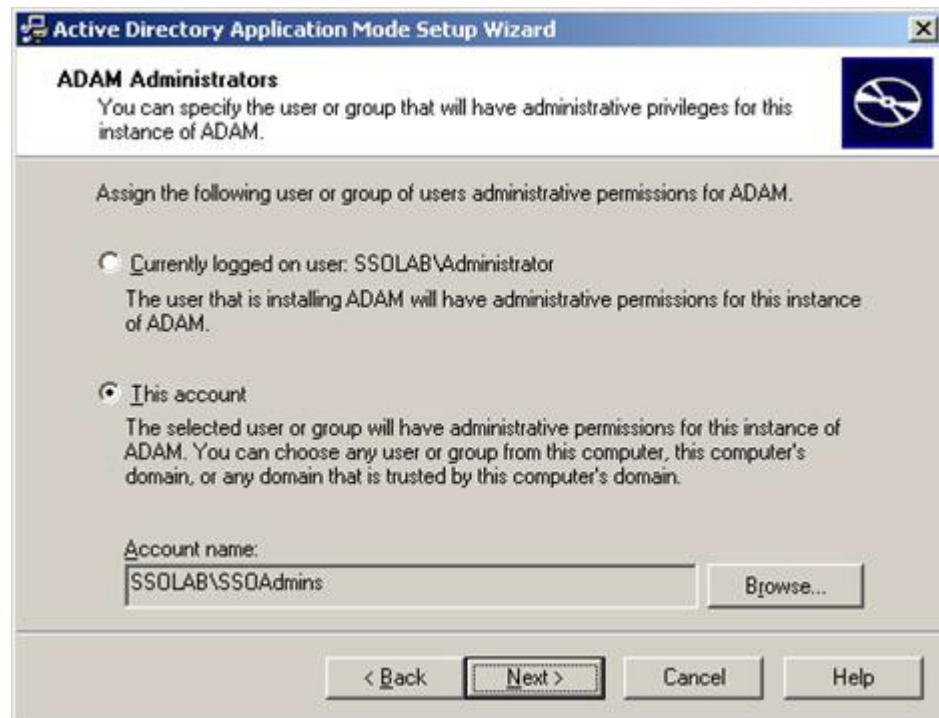 Active Directory Application Mode Setup Wizard
ADAM Administrators
You can specify the user or group that will have administrative privileges for this
instance of ADAM.
Assign the following user or group of users administrative permissions for ADAM.
Currently logged on user: SSOLAB\Administrator
The user that is installing ADAM will have administrative permissions for this instance
of ADAM.
This account
The selected user or group will have administrative permissions for this instance of
ADAM. You can choose any user or group from this computer, this computer's
domain, or any domain that is trusted by this computer's domain.
Account name:
SSOLAB\SSOAdmins
Browse...
< Back
Next >
Cancel
Help